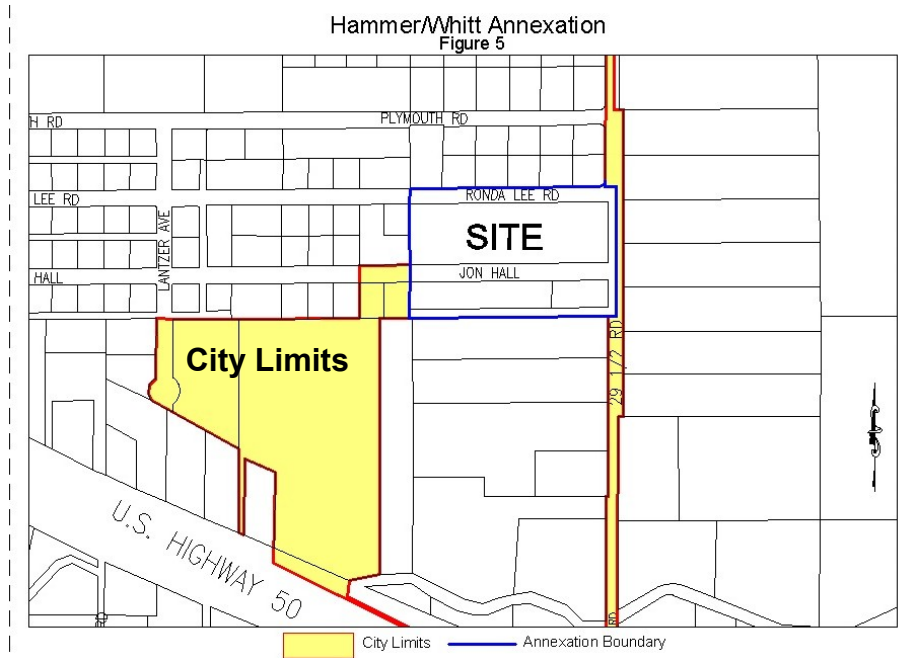 Hammer/Whitt Annexation
Figure 5
H RD
PLYMOUTH RD
LEE RD
RONDA LEE RD
LANTZER AVE
SITE
HALL
JON HALL
City Limits
29 1/2 RD
U.S. HIGHWAY 50
RD
RD
City Limits
Annexation Boundary